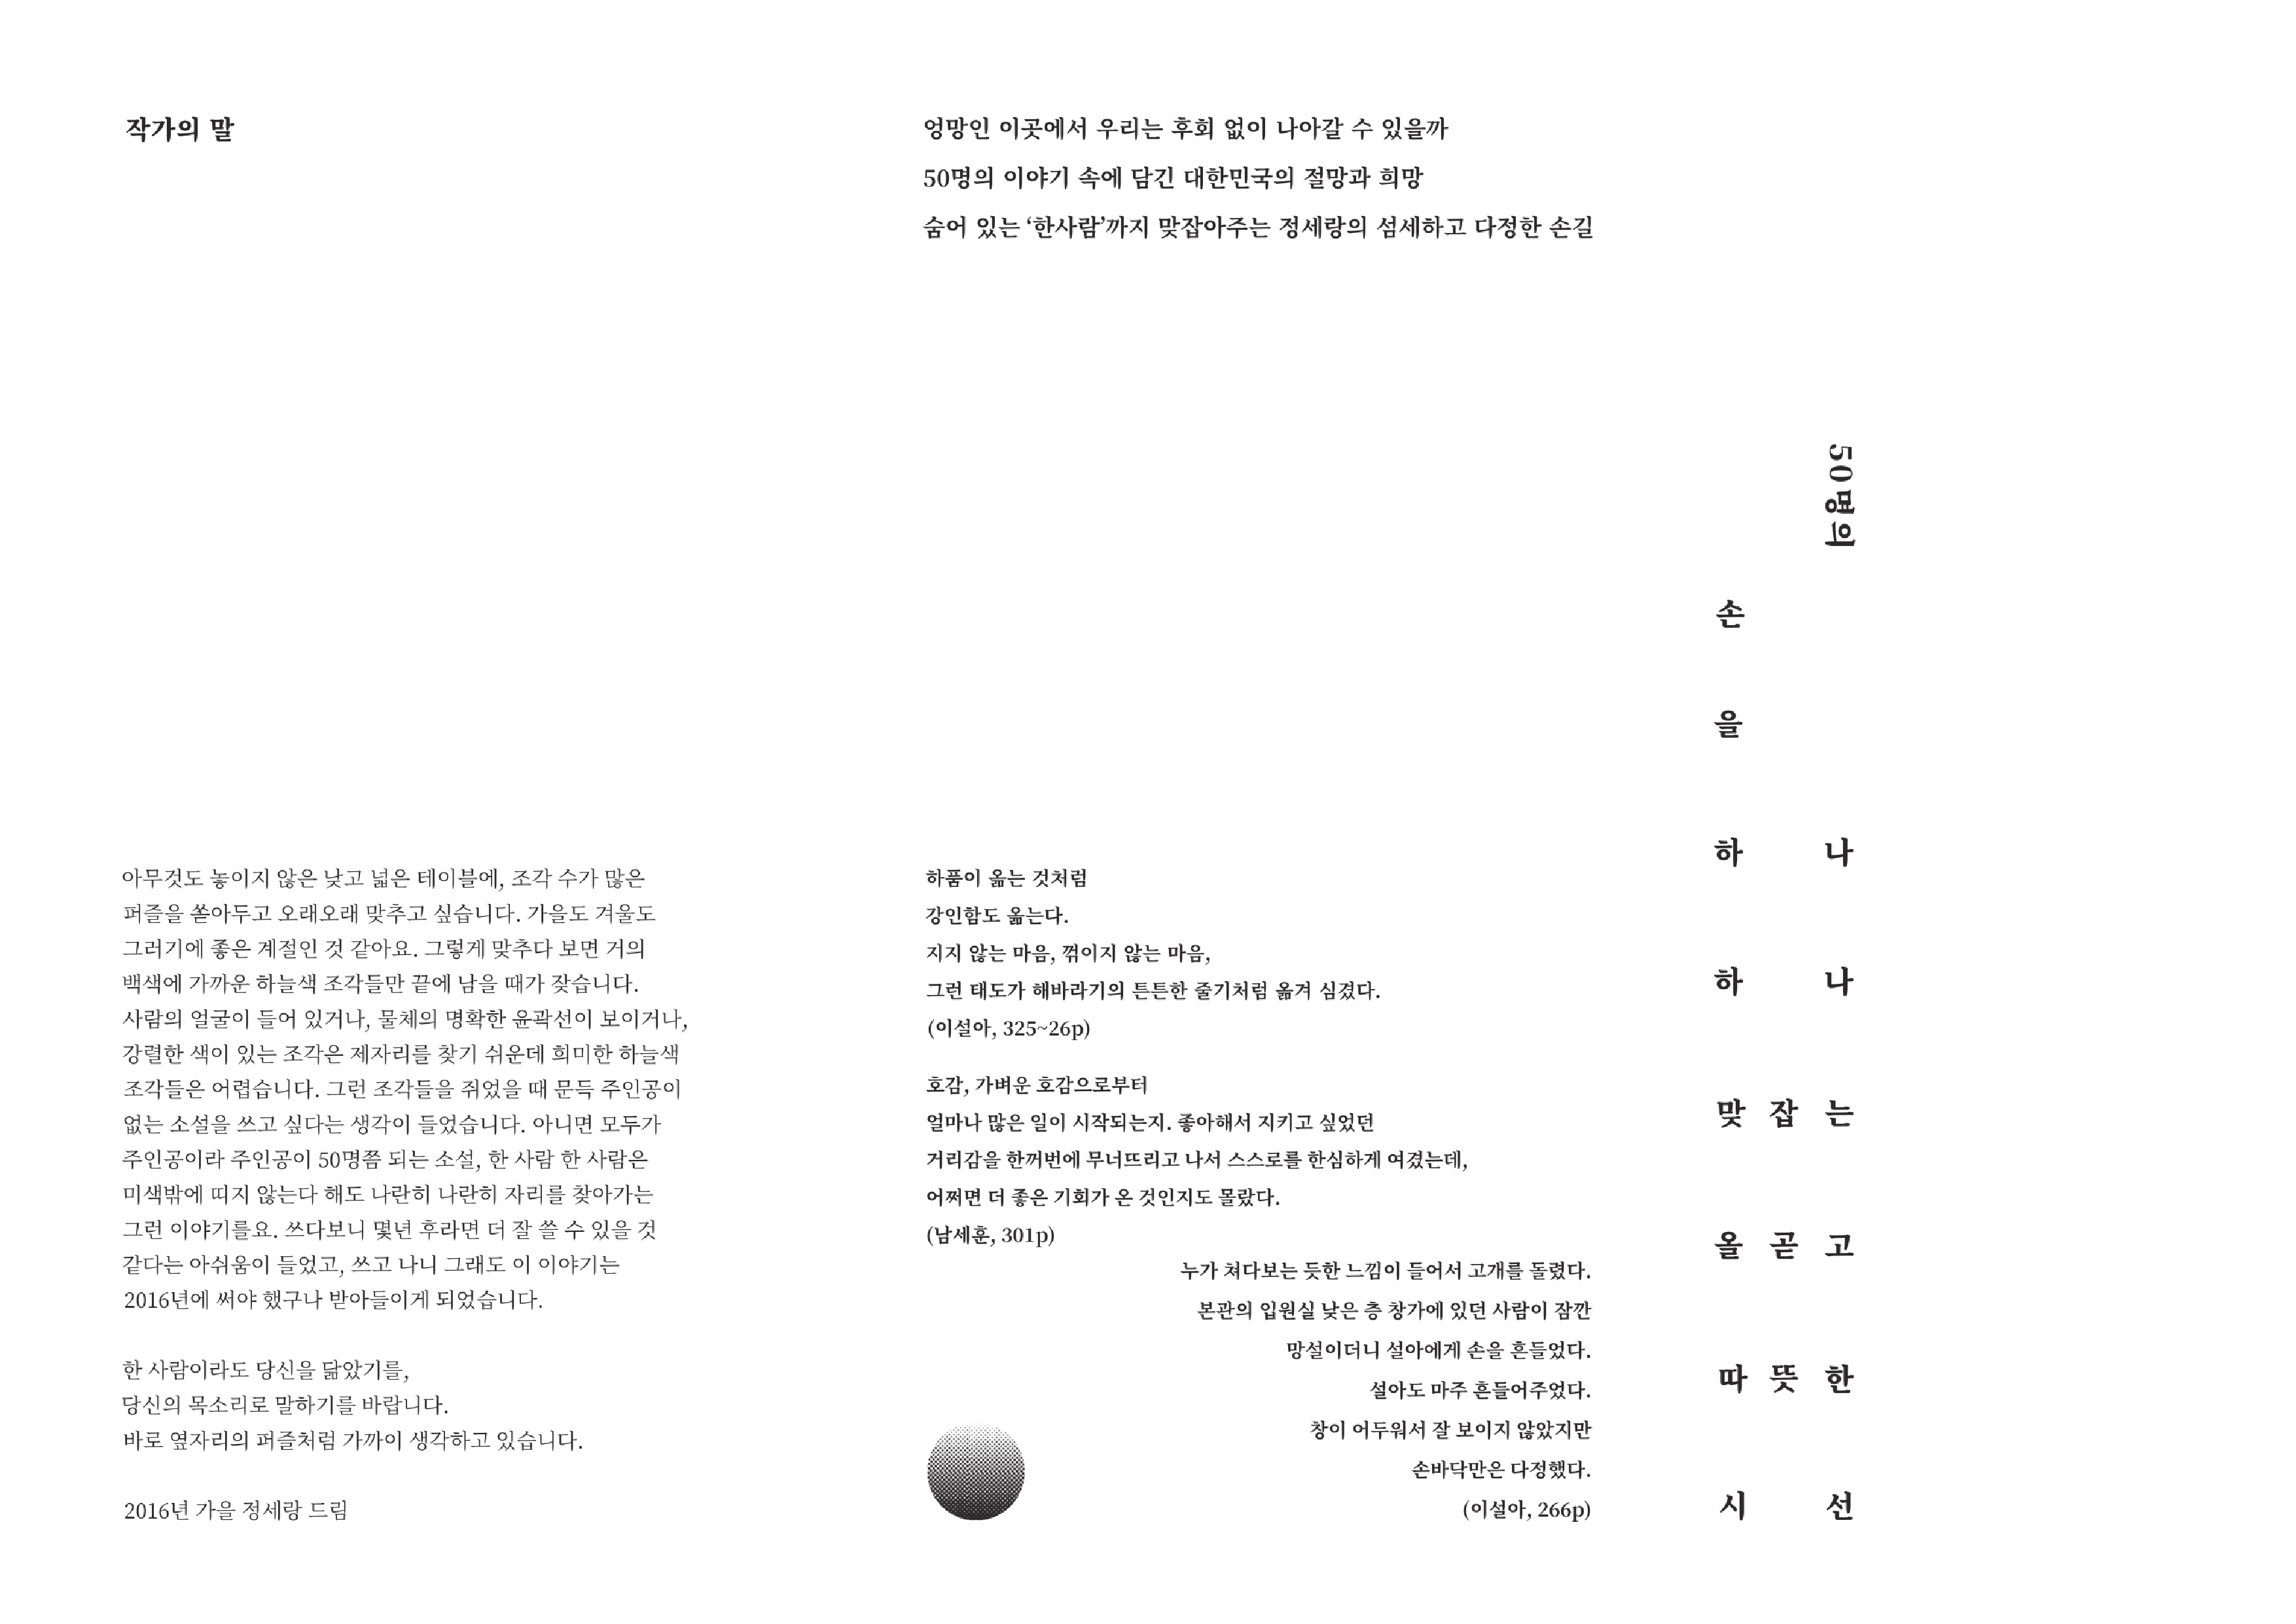 작가의 말
아무것도 놓이지 않은 낮고 넓은 테이블에, 조각 수가 많은
퍼즐을 쏟아두고 오래오래 맞추고 싶습니다. 가을도 겨울도
그러기에 좋은 계절인 것 같아요. 그렇게 맞추다 보면 거의
백색에 가까운 하늘색 조각들만 끝에 남을 때가 잦습니다.
사람의 얼굴이 들어 있거나, 물체의 명확한 윤곽선이 보이거나,
강렬한 색이 있는 조각은 제자리를 찾기 쉬운데 희미한 하늘색
조각들은 어렵습니다. 그런 조각들을 쥐었을 때 문득 주인공이
없는 소설을 쓰고 싶다는 생각이 들었습니다. 아니면 모두가
주인공이라 주인공이 50명쯤 되는 소설, 한 사람 한 사람은
미색밖에 띠지 않는다 해도 나란히 나란히 자리를 찾아가는
그런 이야기를요. 쓰다보니 몇년 후라면 더 잘 쓸 수 있을 것
같다는 아쉬움이 들었고, 쓰고 나니 그래도 이 이야기는
2016년에 써야 했구나 받아들이게 되었습니다.
한 사람이라도 당신을 닮았기를,
당신의 목소리로 말하기를 바랍니다.
바로 옆자리의 퍼즐처럼 가까이 생각하고 있습니다.
2016년 가을 정세랑 드림
엉망인 이곳에서 우리는 후회 없이 나아갈 수 있을까
50명의 이야기 속에 담긴 대한민국의 절망과 희망
숨어 있는 ‘한사람’까지 맞잡아주는 정세랑의 섬세하고 다정한 손길
하품이 옮는 것처럼
강인함도 옮는다.
지지 않는 마음, 꺾이지 않는 마음,
그런 태도가 해바라기의 튼튼한 줄기처럼 옮겨 심겼다.
(이설아, 325~26p)
호감, 가벼운 호감으로부터
얼마나 많은 일이 시작되는지. 좋아해서 지키고 싶었던
거리감을 한꺼번에 무너뜨리고 나서 스스로를 한심하게 여겼는데,
어쩌면 더 좋은 기회가 온 것인지도 몰랐다.
(남세훈, 301p)
누가 쳐다보는 듯한 느낌이 들어서 고개를 돌렸다.
본관의 입원실 낮은 층 창가에 있던 사람이 잠깐
망설이더니 설아에게 손을 흔들었다.
설아도 마주 흔들어주었다.
창이 어두워서 잘 보이지 않았지만
손바닥만은 다정했다.
(이설아, 266p)
50명의
손
을
하 나
하 나
맞 잡 는
올 곧 고
따 뜻 한
시 선